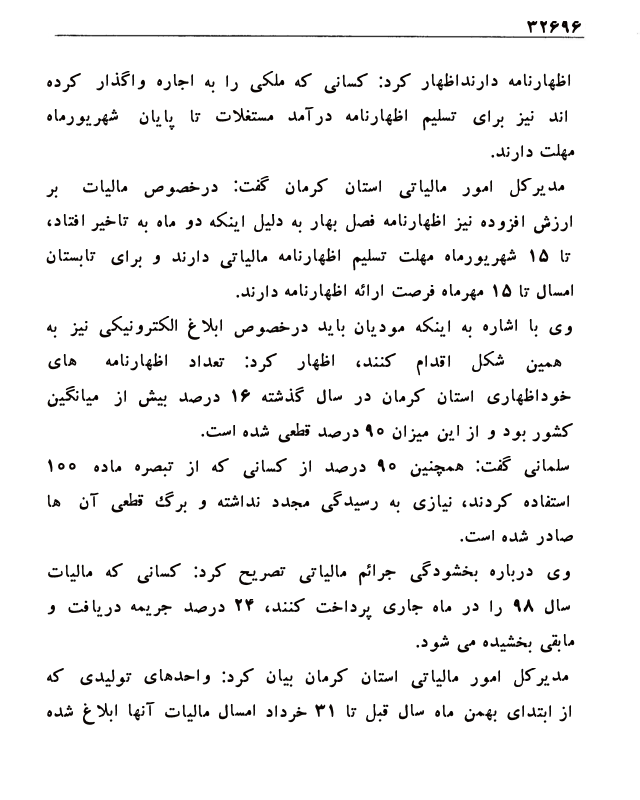 ۳۲۶۹۶
اظهارنامه دارنداظهار کرد: کسانی که ملکی را به اجاره واگذار کرده
اند نیز برای تسلیم اظهارنامه درآمد مستغلات تا پایان شهریورماه
مهلت دارند.
مدیرکل امور مالیاتی استان کرمان گفت: درخصوص مالیات بر
ارزش افزوده نیز اظهارنامه فصل بهار به دلیل اینکه دو ماه به تاخیر افتاد،
تا ۱۵ شهریورماه مهلت تسلیم اظهارنامه مالیاتی دارند و برای تابستان
امسال تا ۱۵ مهرماه فرصت ارائه اظهارنامه دارند.
وی با اشاره به اینکه مودیان باید درخصوص ابلاغ الکترونیکی نیز به
همین شکل اقدام کنند، اظهار کرد: تعداد اظهارنامه های
خوداظهاری استان کرمان در سال گذشته ۱۶ درصد بیش از میانگین
کشور بود و از این میزان ۹۰ درصد قطعی شده است.
سلمانی گفت: همچنین ۹۰ درصد از کسانی که از تبصره ماده ۱۰۰
استفاده کردند، نیازی به رسیدگی مجدد نداشته و برگ قطعی آن ها
صادر شده است.
وی درباره بخشودگی جرائم مالیاتی تصریح کرد: کسانی که مالیات
سال ۹۸ را در ماه جاری پرداخت کنند، ۲۴ درصد جریمه دریافت و
مابقی بخشیده می شود.
مدیرکل امور مالیاتی استان کرمان بیان کرد: واحدهای تولیدی که
از ابتدای بهمن ماه سال قبل تا ۳۱ خرداد امسال مالیات آنها ابلاغ شده